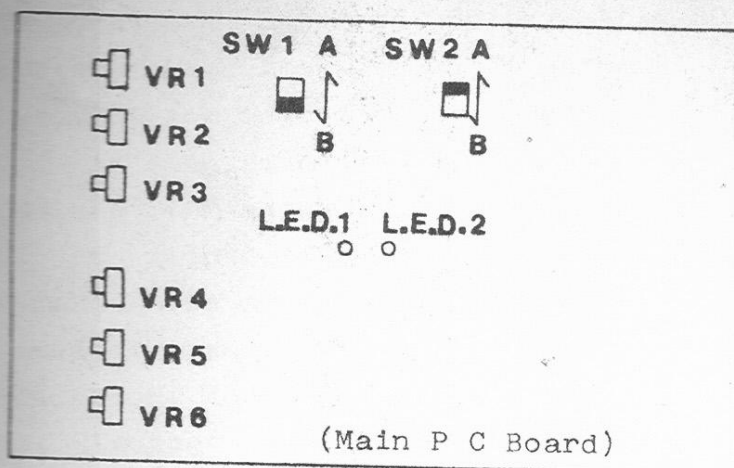 SW1 A SW2 A
VR1
VR2
B B
VR3
L.E.D.1 L.E.D.2
VR4
VR5
VR6
(Main P C Board)